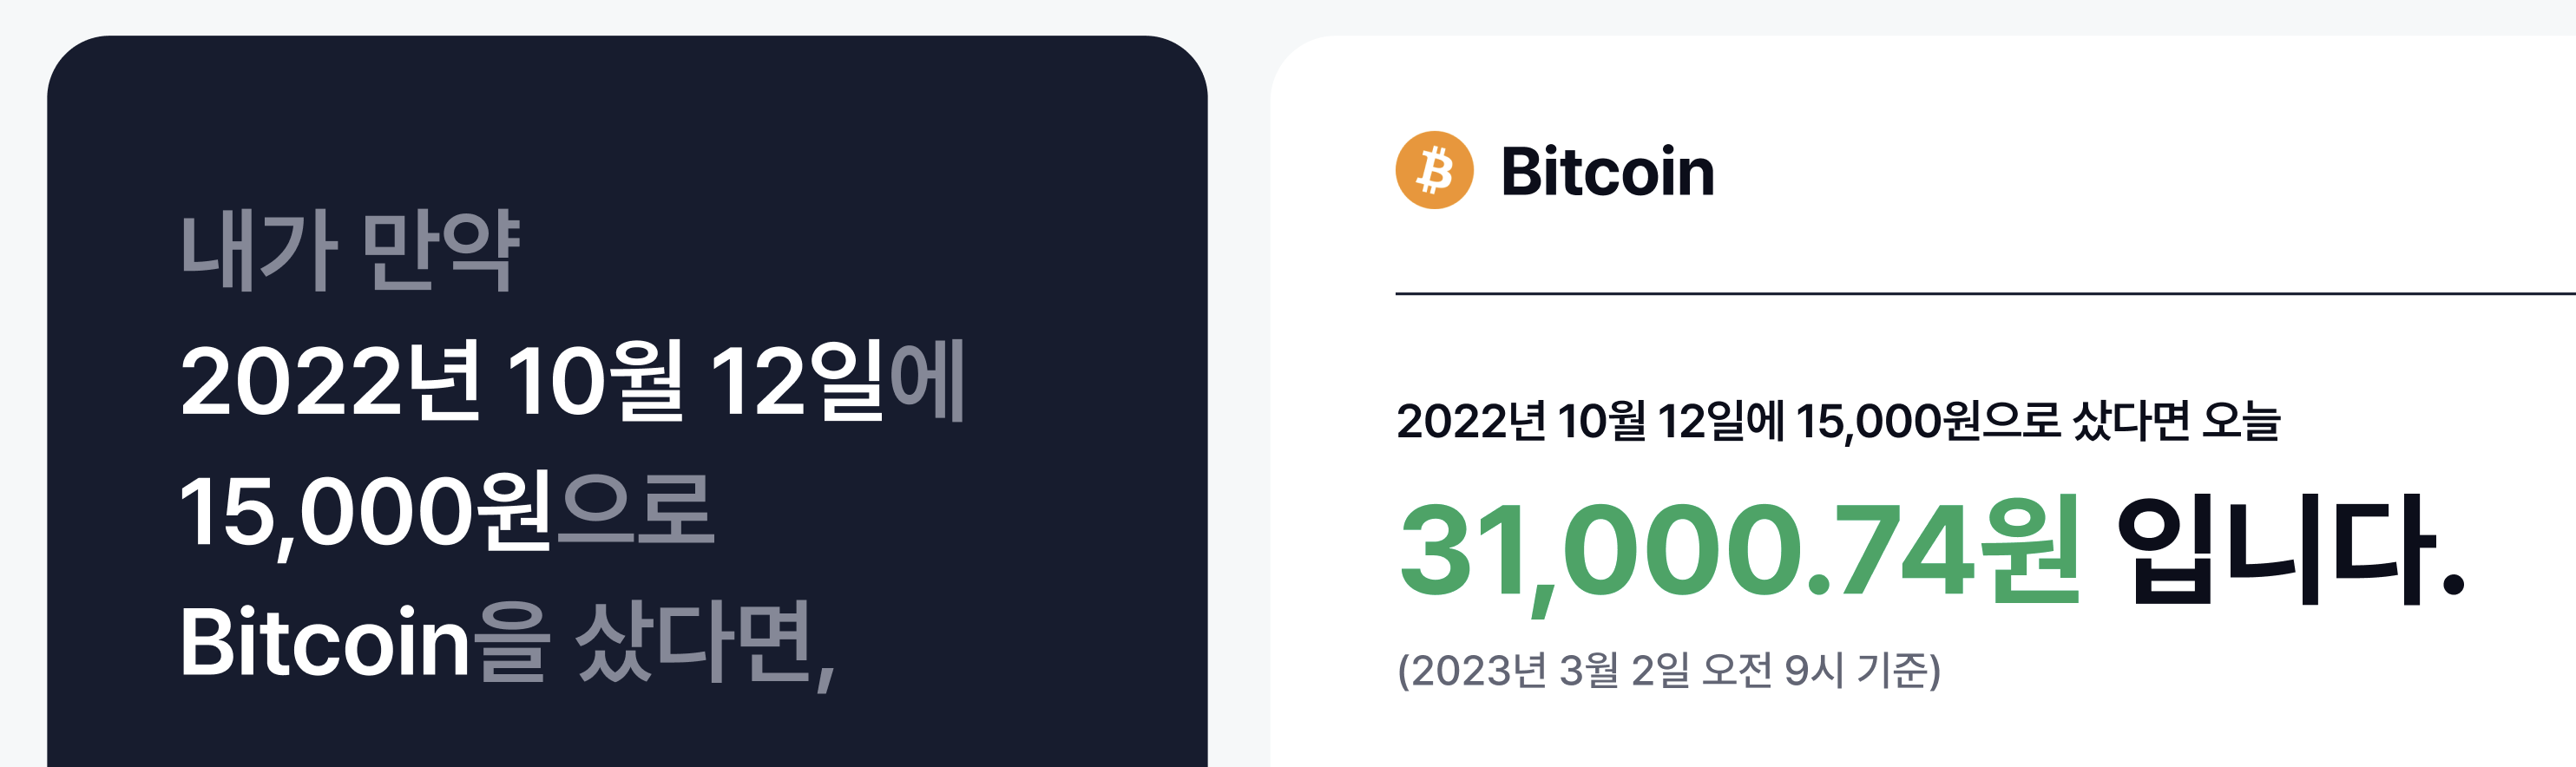 내가 만약
2022년 10월 12일에
15,000원으로
Bitcoin을 샀다면,
Bitcoin
2022년 10월 12일에 15,000원으로 샀다면 오늘
31,000.74원 입니다.
(2023년 3월 2일 오전 9시 기준)